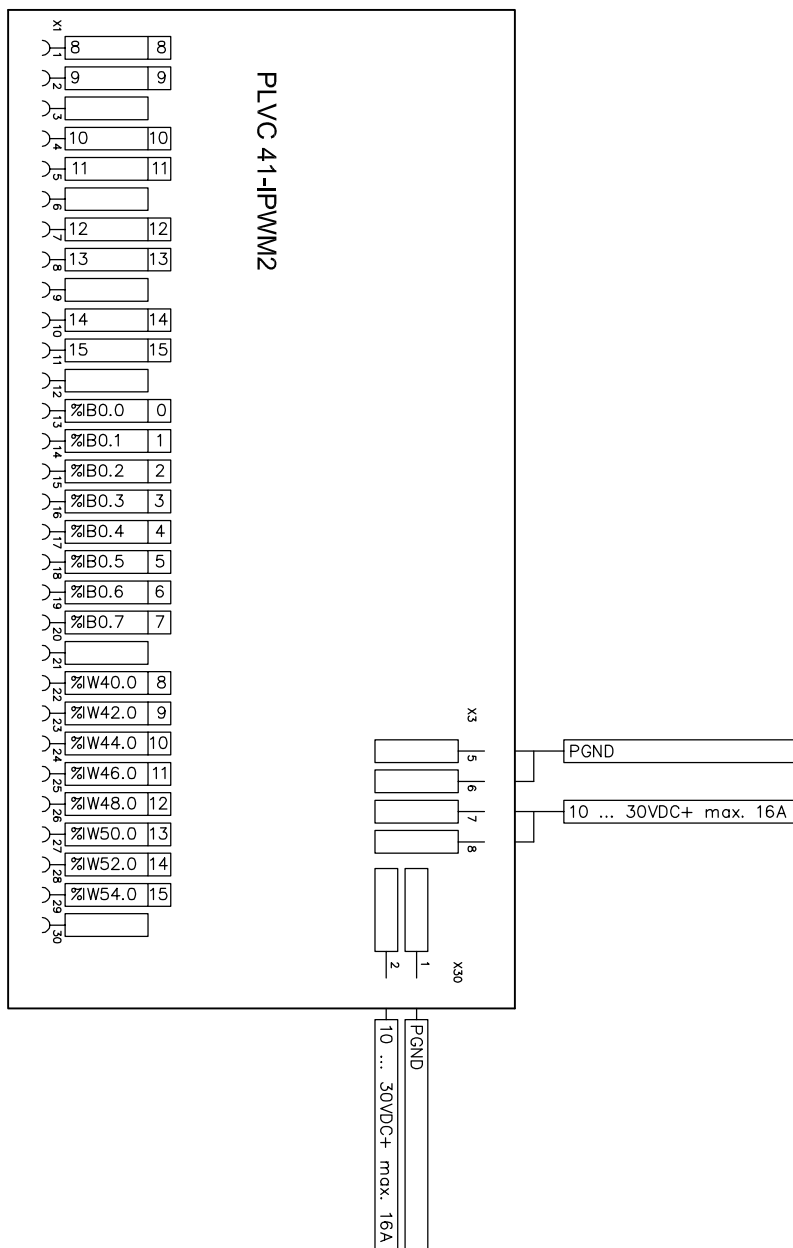 PLVC 41-IPWM2
X1
1 8 8
2 9 9
3
4 10 10
5 11 11
6
7 12 12
8 13 13
9
10 14 14
11 15 15
12
13 %IB0.0 0
14 %IB0.1 1
15 %IB0.2 2
16 %IB0.3 3
17 %IB0.4 4
18 %IB0.5 5
19 %IB0.6 6
20 %IB0.7 7
21
22 %IW40.0 8
23 %IW42.0 9
24 %IW44.0 10
25 %IW46.0 11
26 %IW48.0 12
27 %IW50.0 13
28 %IW52.0 14
29 %IW54.0 15
30
X3
5 PGND
6
7 10 ... 30VDC+ max. 16A
8
X30
2 1
PGND
10 ... 30VDC+ max. 16A